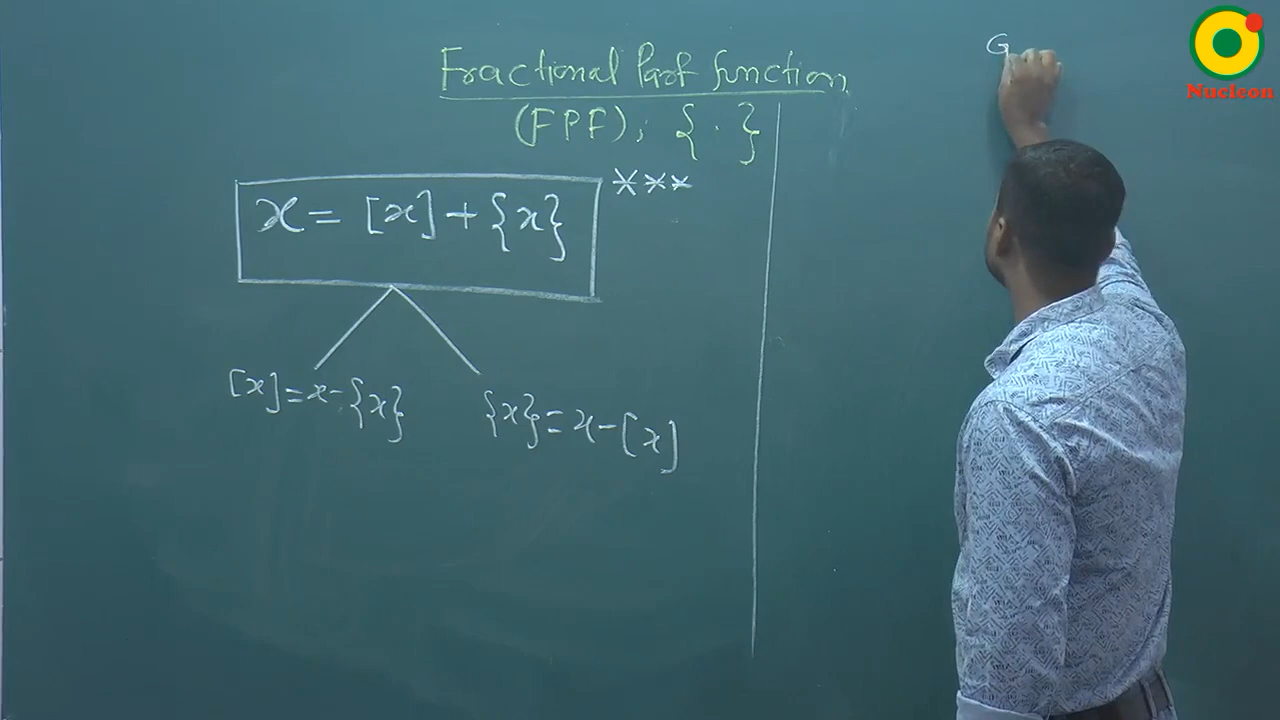 Fractional Part function
(FPF), { . }
x = [x] + {x} ***
[x] = x - {x}
{x} = x - [x]
G
Nucleon